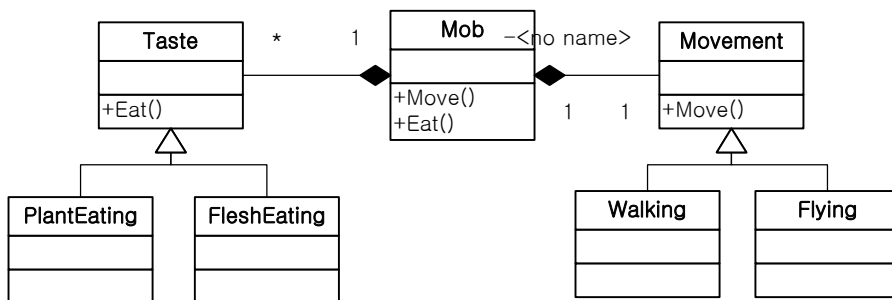 Taste
*
1
Mob
-<no name>
Movement
+Eat()
+Move()
+Eat()
1
1
+Move()
PlantEating
FleshEating
Walking
Flying